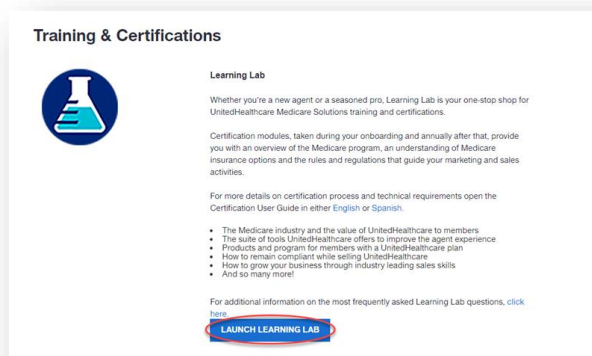 Training & Certifications
Learning Lab
Whether you're a new agent or a seasoned pro, Learning Lab is your one-stop shop for
UnitedHealthcare Medicare Solutions training and certifications.
Certification modules, taken during your onboarding and annually after that, provide
you with an overview of the Medicare program, an understanding of Medicare
insurance options and the rules and regulations that guide your marketing and sales
activities.
For more details on certification process and technical requirements open the
Certification User Guide in either English or Spanish.
• The Medicare industry and the value of UnitedHealthcare to members
• The suite of tools UnitedHealthcare offers to improve the agent experience
• Products and program for members with a UnitedHealthcare plan
• How to remain compliant while selling UnitedHealthcare
• How to grow your business through industry leading sales skills
• And so many more!
For additional information on the most frequently asked Learning Lab questions, click
here.
LAUNCH LEARNING LAB